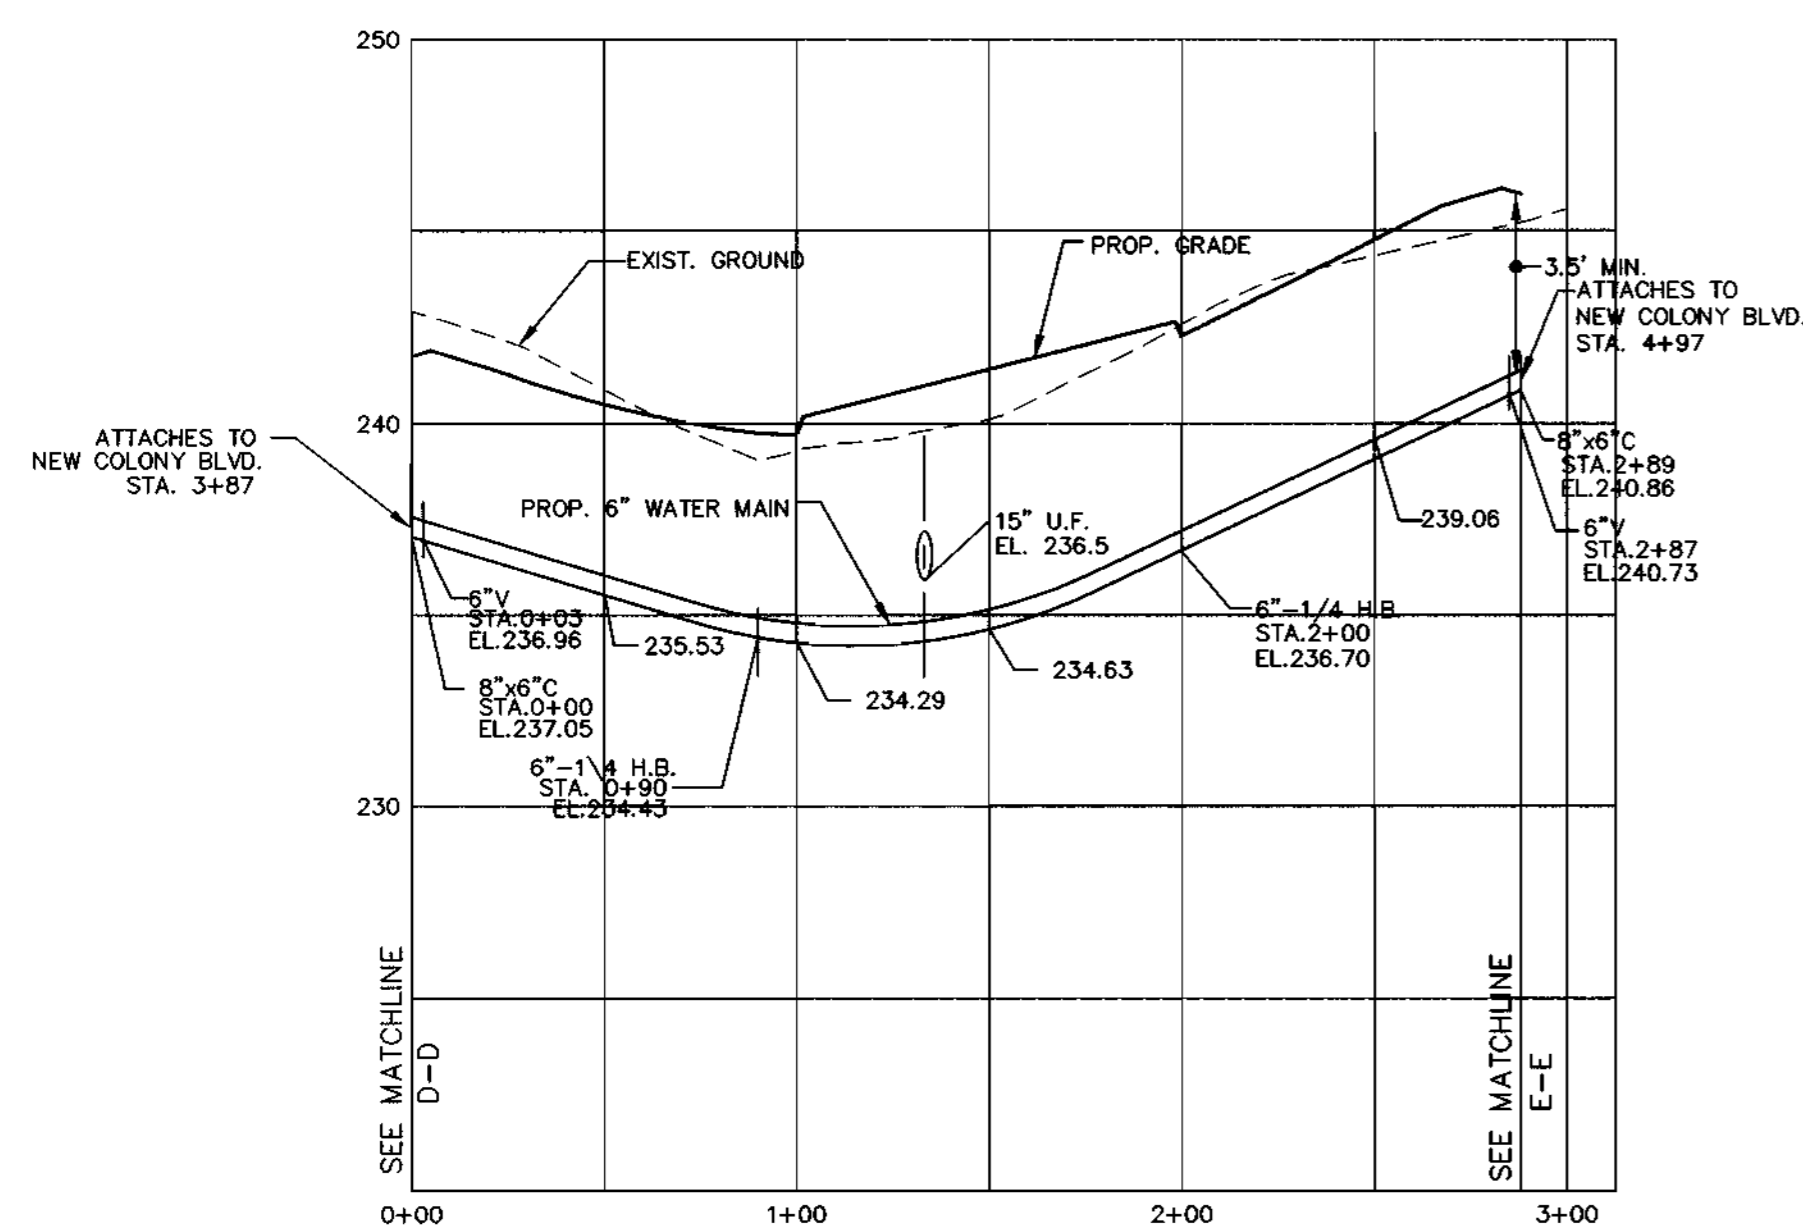 250
EXIST. GROUND
PROP. GRADE
3.5' MIN.
ATTACHES TO
NEW COLONY BLVD.
STA. 4+97
240
ATTACHES TO
NEW COLONY BLVD.
STA. 3+87
8"x6"C
STA.2+89
EL.240.86
PROP. 6" WATER MAIN
15" U.F.
EL. 236.5
239.06
6"V
STA.2+87
EL.240.73
6"V
STA.0+03
EL.236.96
235.53
6"-1/4 H.B
STA.2+00
EL.236.70
234.63
8"x6"C
STA.0+00
EL.237.05
234.29
6"-1\4 H.B.
STA. 0+90
EL.234.43
230
SEE MATCHLINE
D-D
SEE MATCHLINE
E-E
0+00
1+00
2+00
3+00